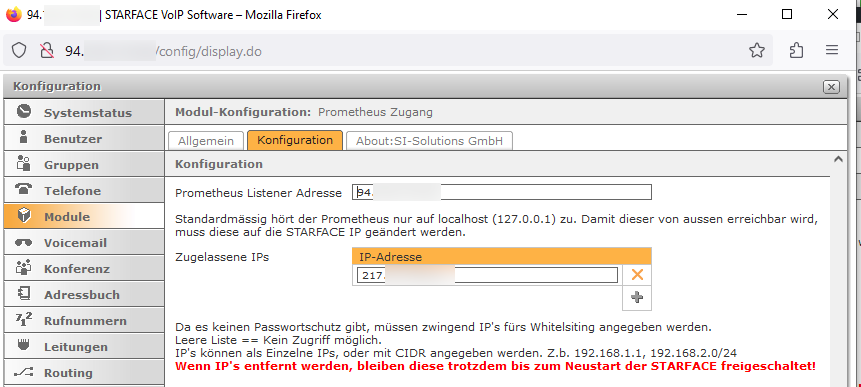 94. | STARFACE VoIP Software – Mozilla Firefox
94. /config/display.do
Konfiguration
Systemstatus
Benutzer
Gruppen
Telefone
Module
Voicemail
Konferenz
Adressbuch
Rufnummern
Leitungen
Routing
Modul-Konfiguration: Prometheus Zugang
Allgemein Konfiguration About:SI-Solutions GmbH
Konfiguration
Prometheus Listener Adresse 94.
Standardmässig hört der Prometheus nur auf localhost (127.0.0.1) zu. Damit dieser von aussen erreichbar wird,
muss diese auf die STARFACE IP geändert werden.
Zugelassene IPs IP-Adresse
217.
Da es keinen Passwortschutz gibt, müssen zwingend IP's fürs Whitelsiting angegeben werden.
Leere Liste == Kein Zugriff möglich.
IP's können als Einzelne IPs, oder mit CIDR angegeben werden. Z.b. 192.168.1.1, 192.168.2.0/24
Wenn IP's entfernt werden, bleiben diese trotzdem bis zum Neustart der STARFACE freigeschaltet!